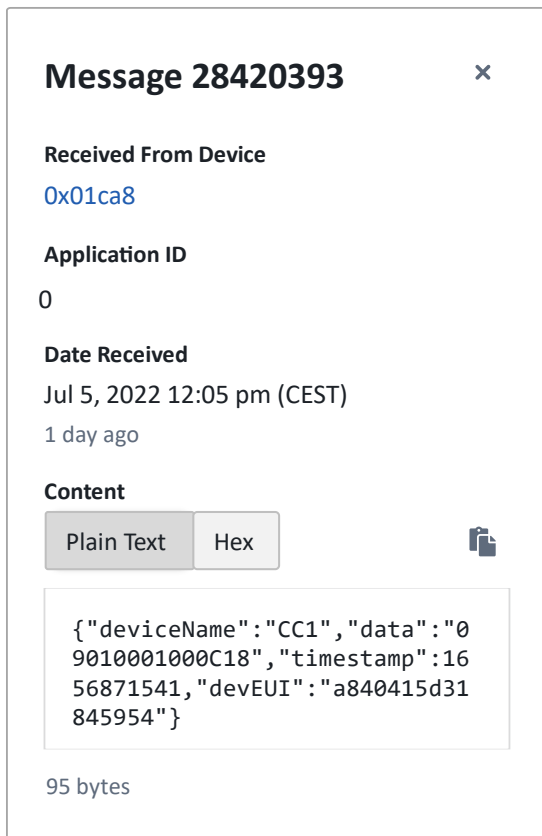 Message 28420393 ×
Received From Device
0x01ca8
Application ID
0
Date Received
Jul 5, 2022 12:05 pm (CEST)
1 day ago
Content
Plain Text Hex
{"deviceName":"CC1","data":"0
9010001000C18","timestamp":16
56871541,"devEUI":"a840415d31
845954"}
95 bytes